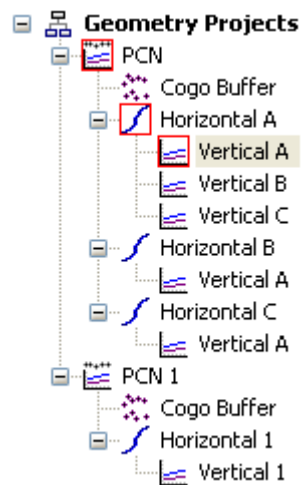 Geometry Projects
PCN
Cogo Buffer
Horizontal A
Vertical A
Vertical B
Vertical C
Horizontal B
Vertical A
Horizontal C
Vertical A
PCN 1
Cogo Buffer
Horizontal 1
Vertical 1